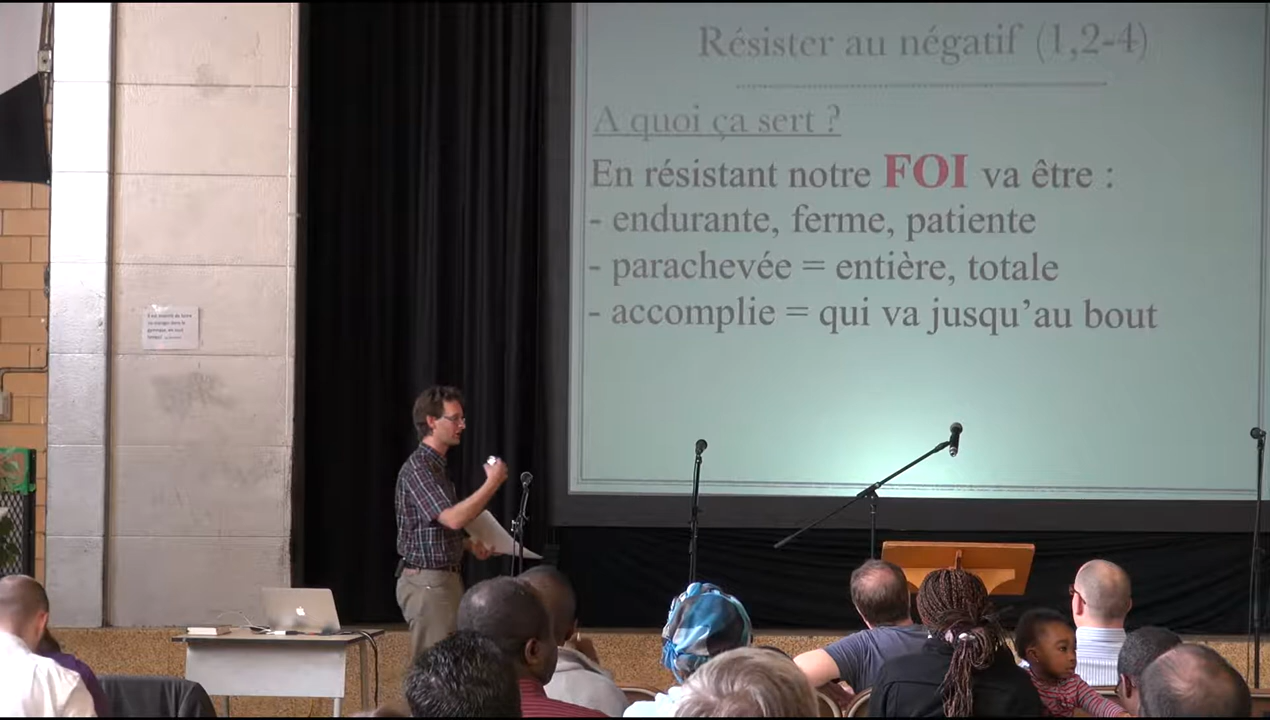 Résister au négatif (1,2-4)
A quoi ça sert ?
En résistant notre FOI va être :
- endurante, ferme, patiente
- parachevée = entière, totale
- accomplie = qui va jusqu'au bout